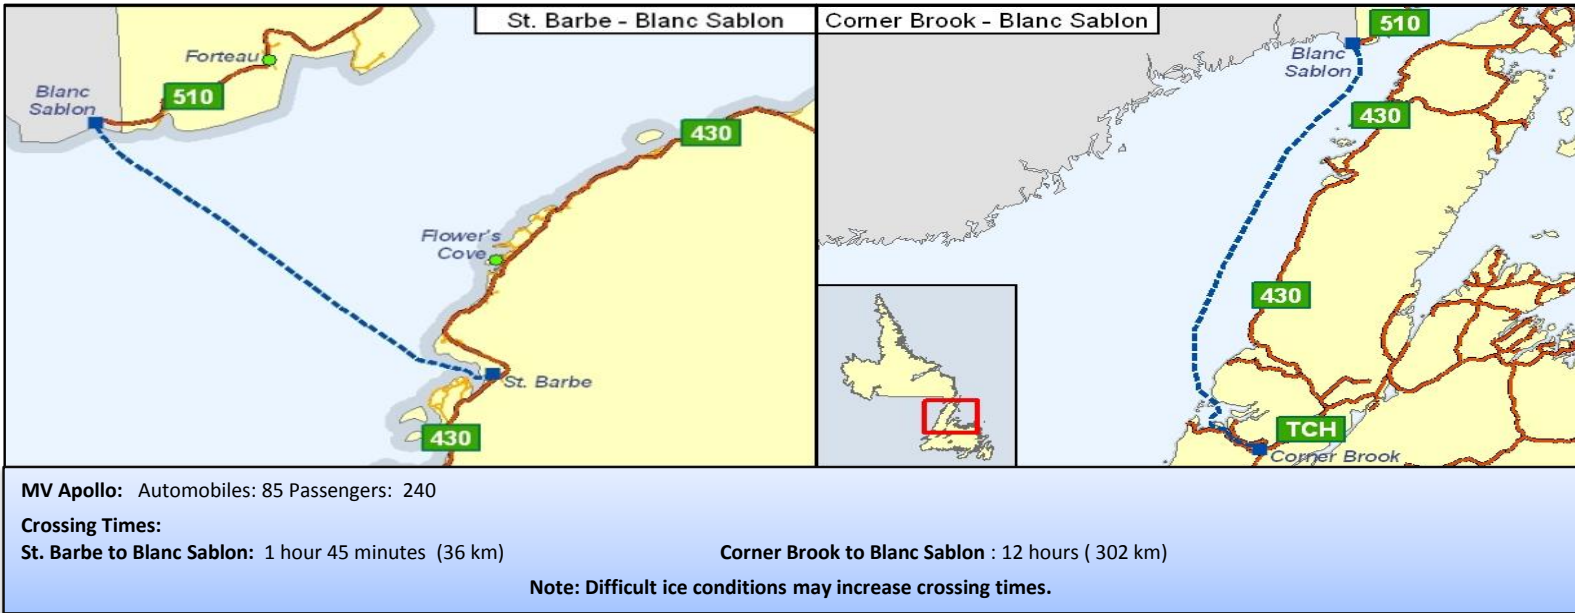 St. Barbe - Blanc Sablon
Forteau
Blanc
Sablon
510
430
Flower's
Cove
St. Barbe
430
Corner Brook - Blanc Sablon
510
Blanc
Sablon
430
430
TCH
Corner Brook
MV Apollo: Automobiles: 85 Passengers: 240
Crossing Times:
St. Barbe to Blanc Sablon: 1 hour 45 minutes (36 km) Corner Brook to Blanc Sablon : 12 hours ( 302 km)
Note: Difficult ice conditions may increase crossing times.